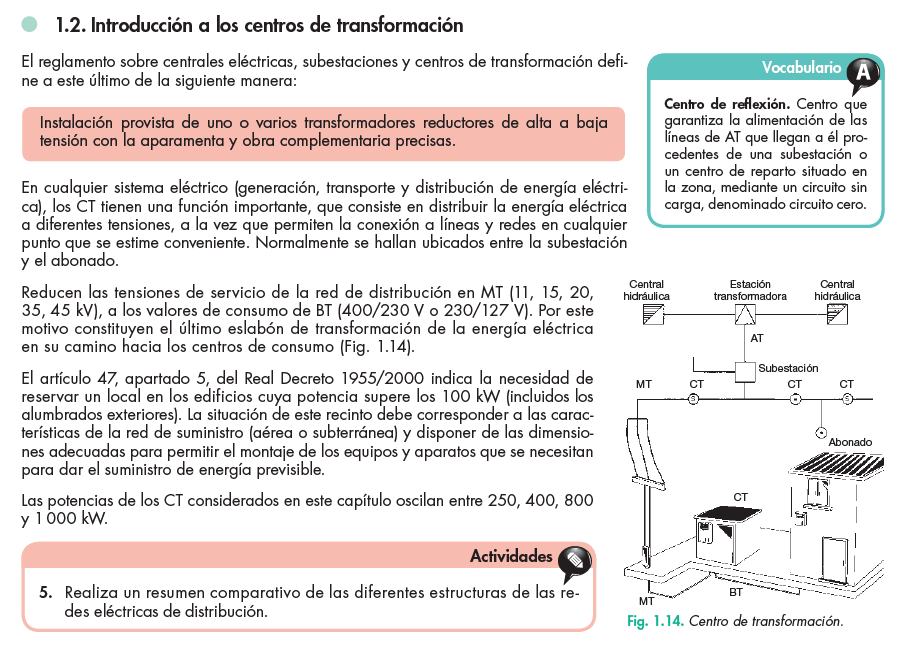 1.2. Introducción a los centros de transformación
El reglamento sobre centrales eléctricas, subestaciones y centros de transformación defi-
ne a este último de la siguiente manera:
Instalación provista de uno o varios transformadores reductores de alta a baja
tensión con la aparamenta y obra complementaria precisas.
En cualquier sistema eléctrico (generación, transporte y distribución de energía eléctri-
ca), los CT tienen una función importante, que consiste en distribuir la energía eléctrica
a diferentes tensiones, a la vez que permiten la conexión a líneas y redes en cualquier
punto que se estime conveniente. Normalmente se hallan ubicados entre la subestación
y el abonado.
Reducen las tensiones de servicio de la red de distribución en MT (11, 15, 20,
35, 45 kV), a los valores de consumo de BT (400/230 V o 230/127 V). Por este
motivo constituyen el último eslabón de transformación de la energía eléctrica
en su camino hacia los centros de consumo (Fig. 1.14).
El artículo 47, apartado 5, del Real Decreto 1955/2000 indica la necesidad de
reservar un local en los edificios cuya potencia supere los 100 kW (incluidos los
alumbrados exteriores). La situación de este recinto debe corresponder a las carac-
terísticas de la red de suministro (aérea o subterránea) y disponer de las dimensio-
nes adecuadas para permitir el montaje de los equipos y aparatos que se necesitan
para dar el suministro de energía previsible.
Las potencias de los CT considerados en este capítulo oscilan entre 250, 400, 800
y 1 000 kW.
Actividades
5. Realiza un resumen comparativo de las diferentes estructuras de las re-
des eléctricas de distribución.
Vocabulario A
Centro de reflexión. Centro que
garantiza la alimentación de las
líneas de AT que llegan a él pro-
cedentes de una subestación o
un centro de reparto situado en
la zona, mediante un circuito sin
carga, denominado circuito cero.
Central
hidráulica
Estación
transformadora
Central
hidráulica
AT
Subestación
MT CT CT CT
S S
Abonado
CT
BT
MT
Fig. 1.14. Centro de transformación.